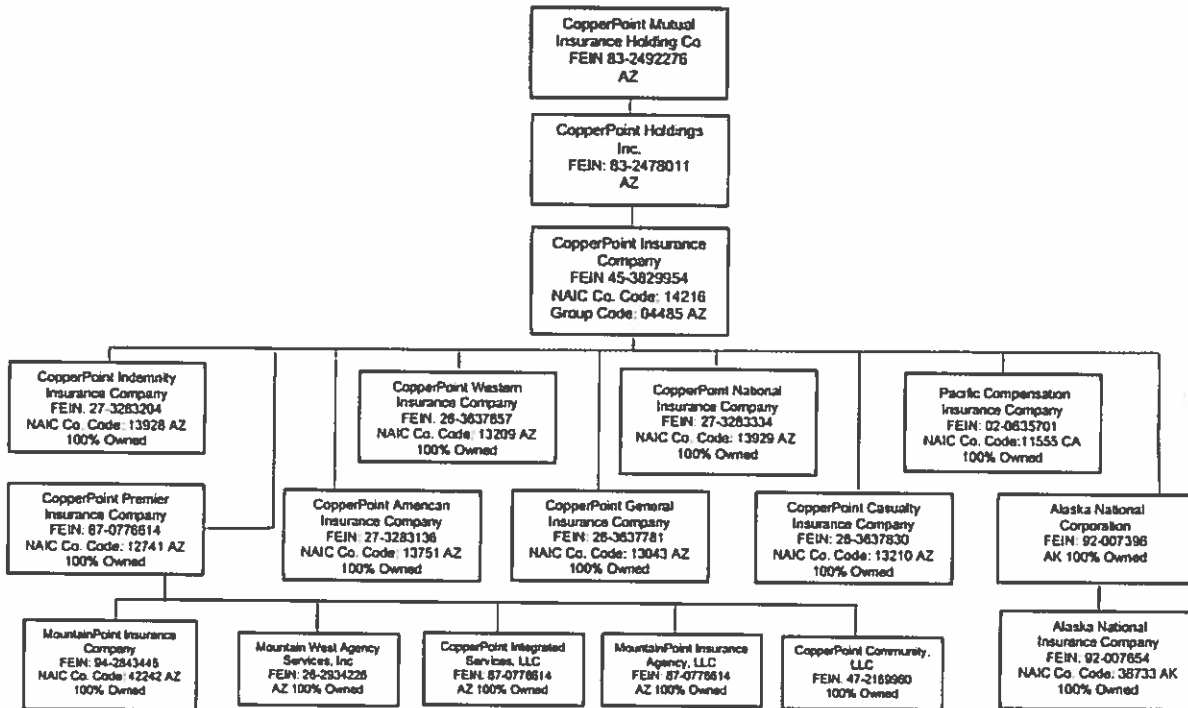 CopperPoint Mutual
Insurance Holding Co
FEIN 83-2492276
AZ
CopperPoint Holdings
Inc.
FEIN: 83-2478011
AZ
CopperPoint Insurance
Company
FEIN 45-3829954
NAIC Co. Code: 14216
Group Code: 04485 AZ
CopperPoint Indemnity
Insurance Company
FEIN: 27-3283204
NAIC Co. Code: 13928 AZ
100% Owned
CopperPoint Western
Insurance Company
FEIN: 26-3637857
NAIC Co. Code: 13209 AZ
100% Owned
CopperPoint National
Insurance Company
FEIN: 27-3283334
NAIC Co. Code: 13929 AZ
100% Owned
Pacific Compensation
Insurance Company
FEIN: 02-0635701
NAIC Co. Code:11555 CA
100% Owned
CopperPoint Premier
Insurance Company
FEIN: 87-0776614
NAIC Co. Code: 12741 AZ
100% Owned
CopperPoint American
Insurance Company
FEIN: 27-3283136
NAIC Co. Code: 13751 AZ
100% Owned
CopperPoint General
Insurance Company
FEIN: 26-3637781
NAIC Co. Code: 13043 AZ
100% Owned
CopperPoint Casualty
Insurance Company
FEIN: 26-3637830
NAIC Co. Code: 13210 AZ
100% Owned
Alaska National
Corporation
FEIN: 92-007396
AK 100% Owned
MountainPoint Insurance
Company
FEIN: 94-2843446
NAIC Co. Code: 42242 AZ
100% Owned
Mountain West Agency
Services, Inc
FEIN: 26-2934226
AZ 100% Owned
CopperPoint Integrated
Services, LLC
FEIN: 87-0776614
AZ 100% Owned
MountainPoint Insurance
Agency, LLC
FEIN: 87-0776614
AZ 100% Owned
CopperPoint Community,
LLC
FEIN. 47-2169960
100% Owned
Alaska National
Insurance Company
FEIN. 92-007654
NAIC Co. Code: 38733 AK
100% Owned